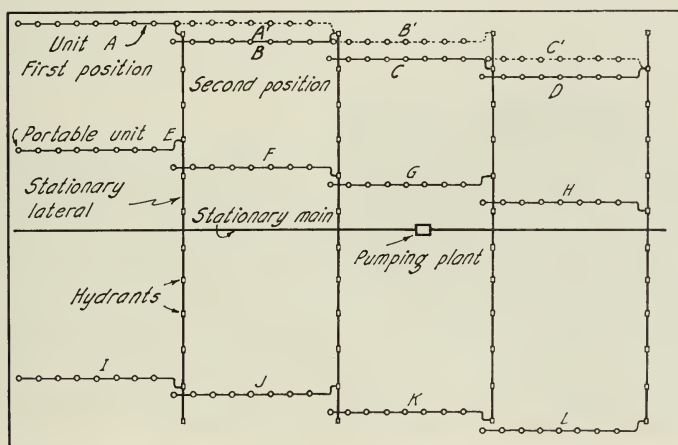 Unit A
First position
A'
B
B'
C
C'
D
Second position
Portable unit
E
F
G
H
Stationary
lateral
Stationary main
Pumping plant
Hydrants
I
J
K
L